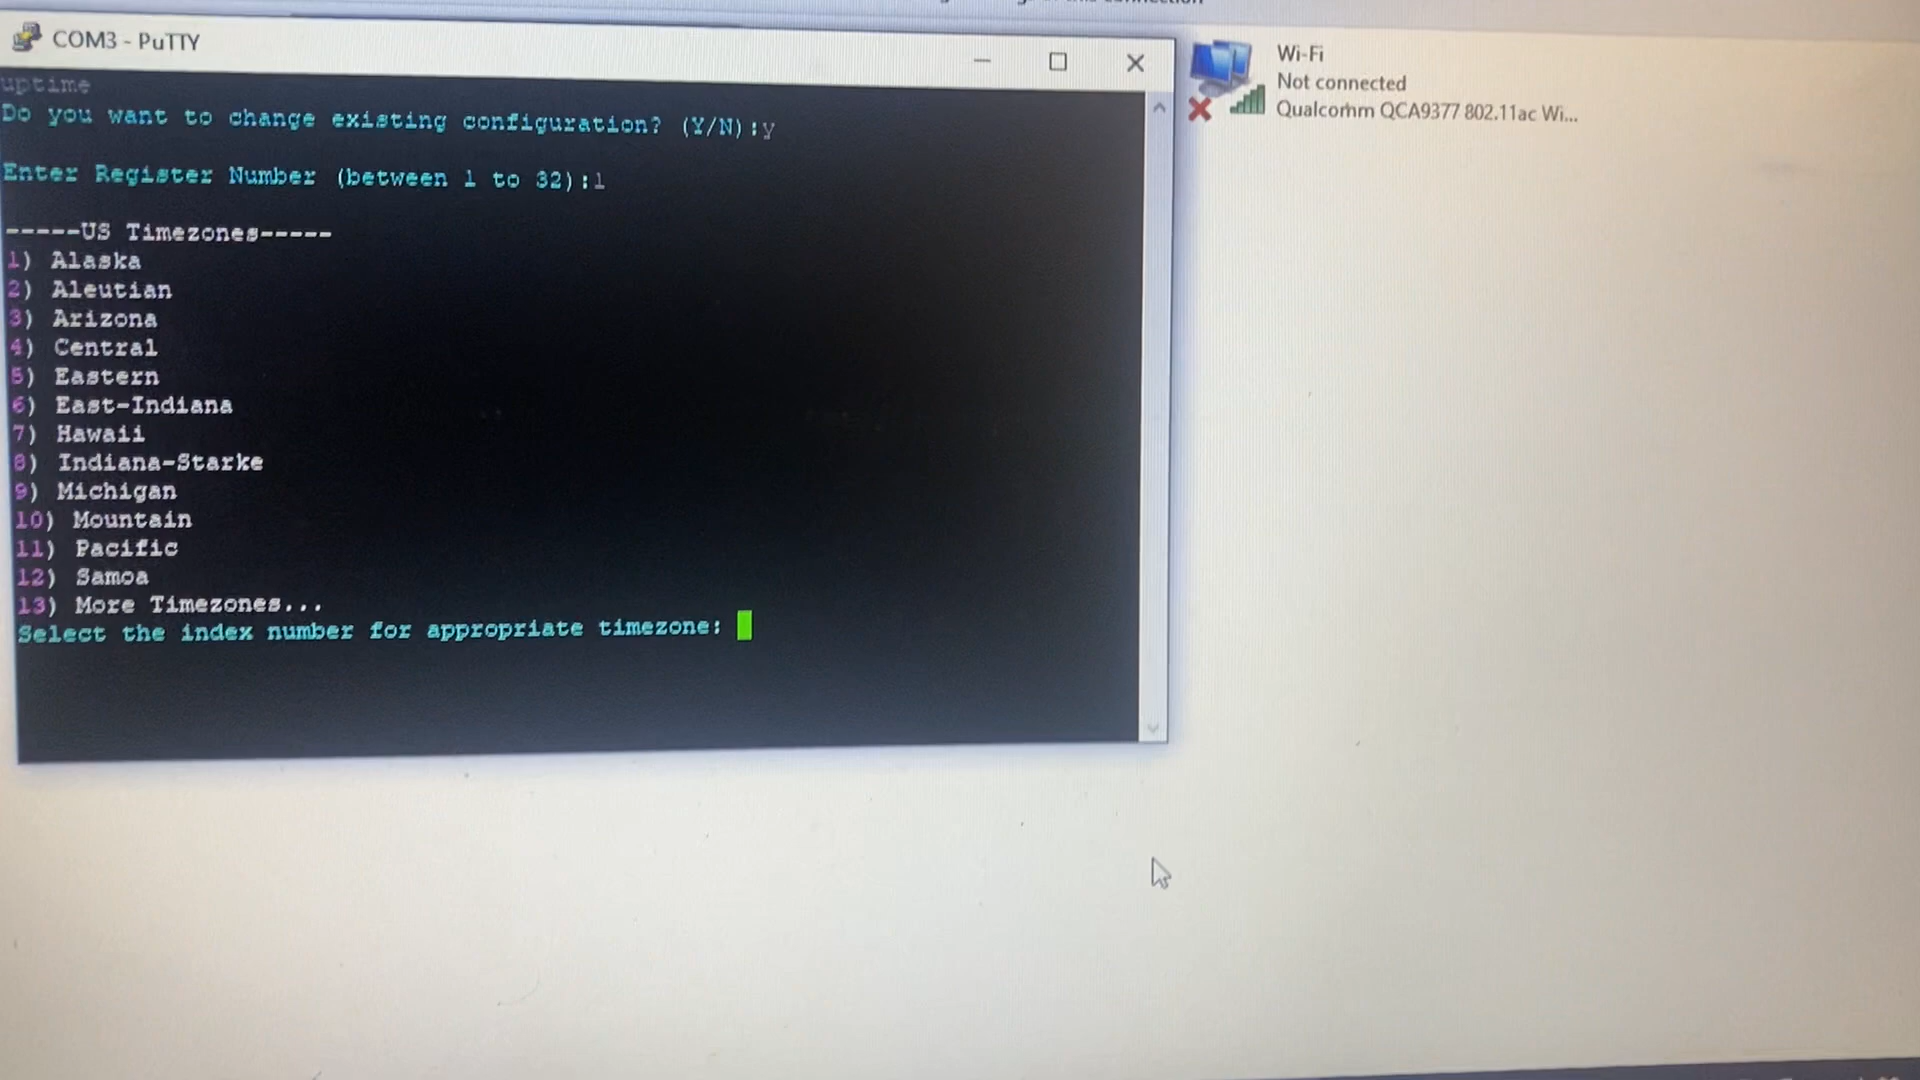 COM3 - PuTTY
uptime
Do you want to change existing configuration? (Y/N):y
Enter Register Number (between 1 to 32):1
-----US Timezones-----
1) Alaska
2) Aleutian
3) Arizona
4) Central
5) Eastern
6) East-Indiana
7) Hawaii
8) Indiana-Starke
9) Michigan
10) Mountain
11) Pacific
12) Samoa
13) More Timezones...
Select the index number for appropriate timezone:
Wi-Fi
Not connected
Qualcomm QCA9377 802.11ac Wi...